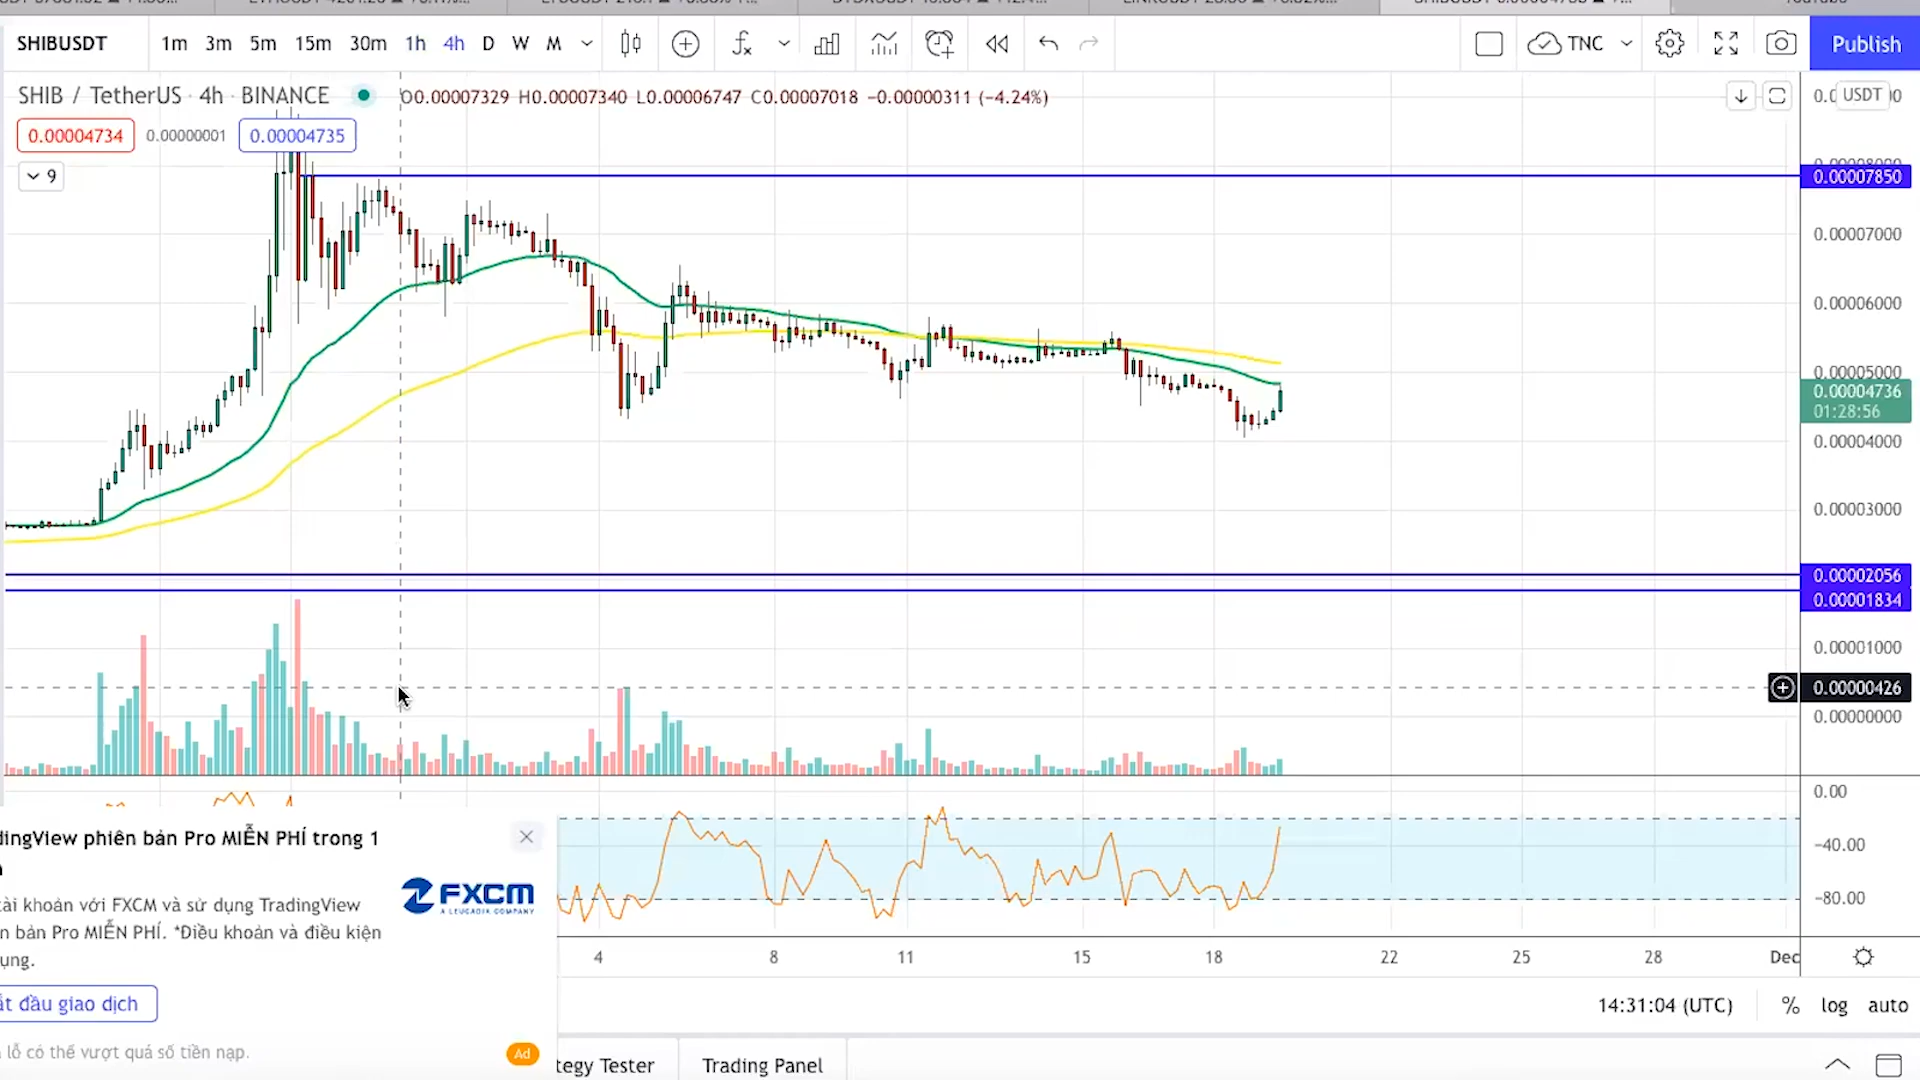 SHIBUSDT 1m 3m 5m 15m 30m 1h 4h D W M TNC Publish
SHIB / TetherUS · 4h · BINANCE O0.00007329 H0.00007340 L0.00006747 C0.00007018 −0.00000311 (−4.24%)
USDT
0.00004734 0.00000001 0.00004735
9
0.00007850
0.00007000
0.00006000
0.00005000
0.00004736
01:28:56
0.00004000
0.00003000
0.00002056
0.00001834
0.00001000
0.00000426
0.00000000
0.00
−40.00
−80.00
dingView phiên bản Pro MIỄN PHÍ trong 1
tài khoản với FXCM và sử dụng TradingView
n bản Pro MIỄN PHÍ. *Điều khoản và điều kiện
ụng.
FXCM
A LEUCADIA COMPANY
ắt đầu giao dịch
lỗ có thể vượt quá số tiền nạp.
Ad
4 8 11 15 18 22 25 28 Dec
14:31:04 (UTC) % log auto
tegy Tester Trading Panel